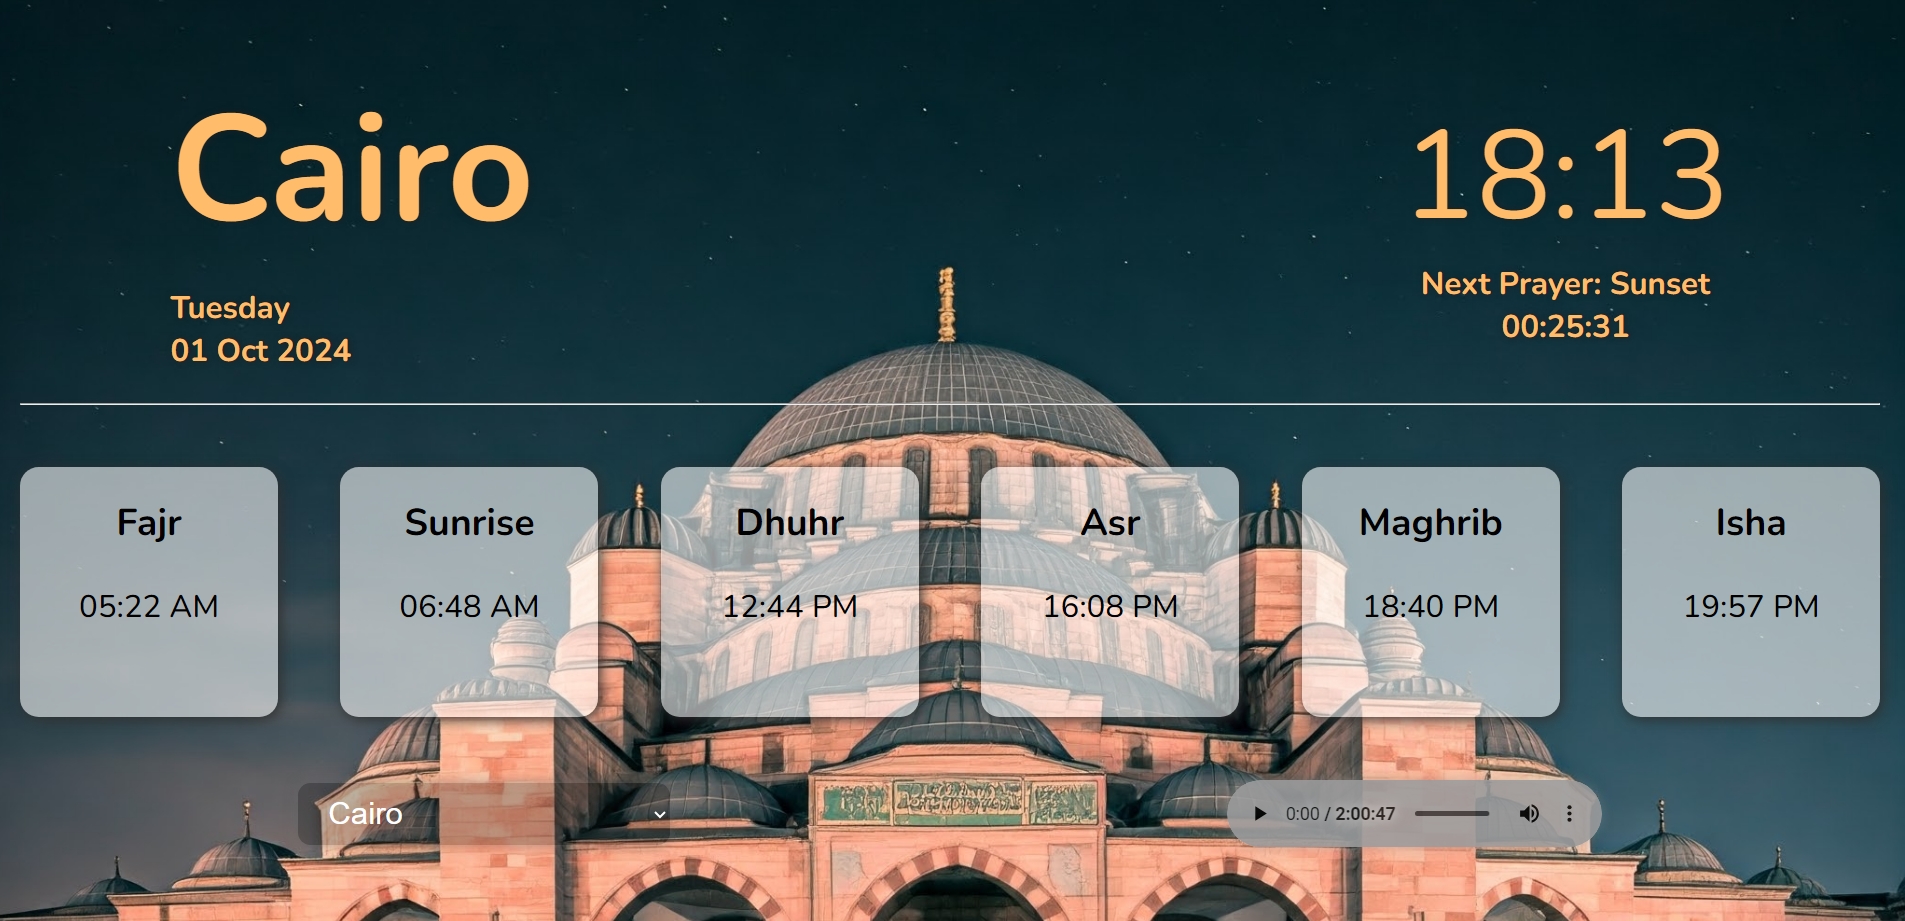 Cairo
18:13
Next Prayer: Sunset
00:25:31
Tuesday
01 Oct 2024
Fajr
05:22 AM
Sunrise
06:48 AM
Dhuhr
12:44 PM
Asr
16:08 PM
Maghrib
18:40 PM
Isha
19:57 PM
Cairo
0:00 / 2:00:47